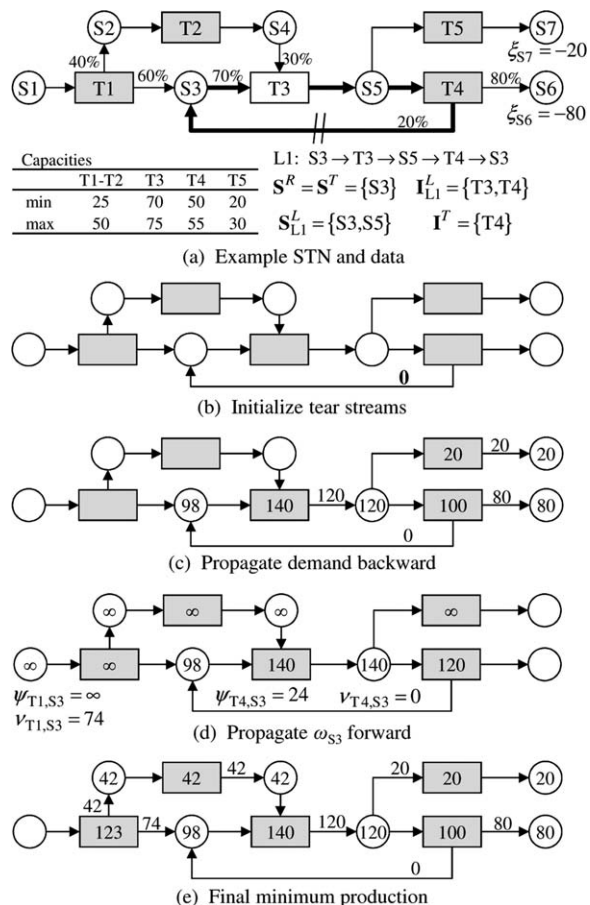 S2 T2 S4 T5 S7
40% 30% ξS7 = −20
S1 T1 60% S3 70% T3 S5 T4 80% S6
20% ξS6 = −80
L1: S3 → T3 → S5 → T4 → S3
Capacities
T1-T2 T3 T4 T5
min 25 70 50 20
max 50 75 55 30
S^R = S^T = {S3} I^L_L1 = {T3,T4}
S^L_L1 = {S3,S5} I^T = {T4}
(a) Example STN and data
0
(b) Initialize tear streams
20 20 20
98 140 120 120 100 80 80
0
(c) Propagate demand backward
∞ ∞ ∞ ∞
∞ ∞ 98 140 140 120
ψT1,S3 = ∞ ψT4,S3 = 24 νT4,S3 = 0
νT1,S3 = 74
(d) Propagate ωS3 forward
42 42 42 42 20 20 20
42
123 74 98 140 120 120 100 80 80
0
(e) Final minimum production